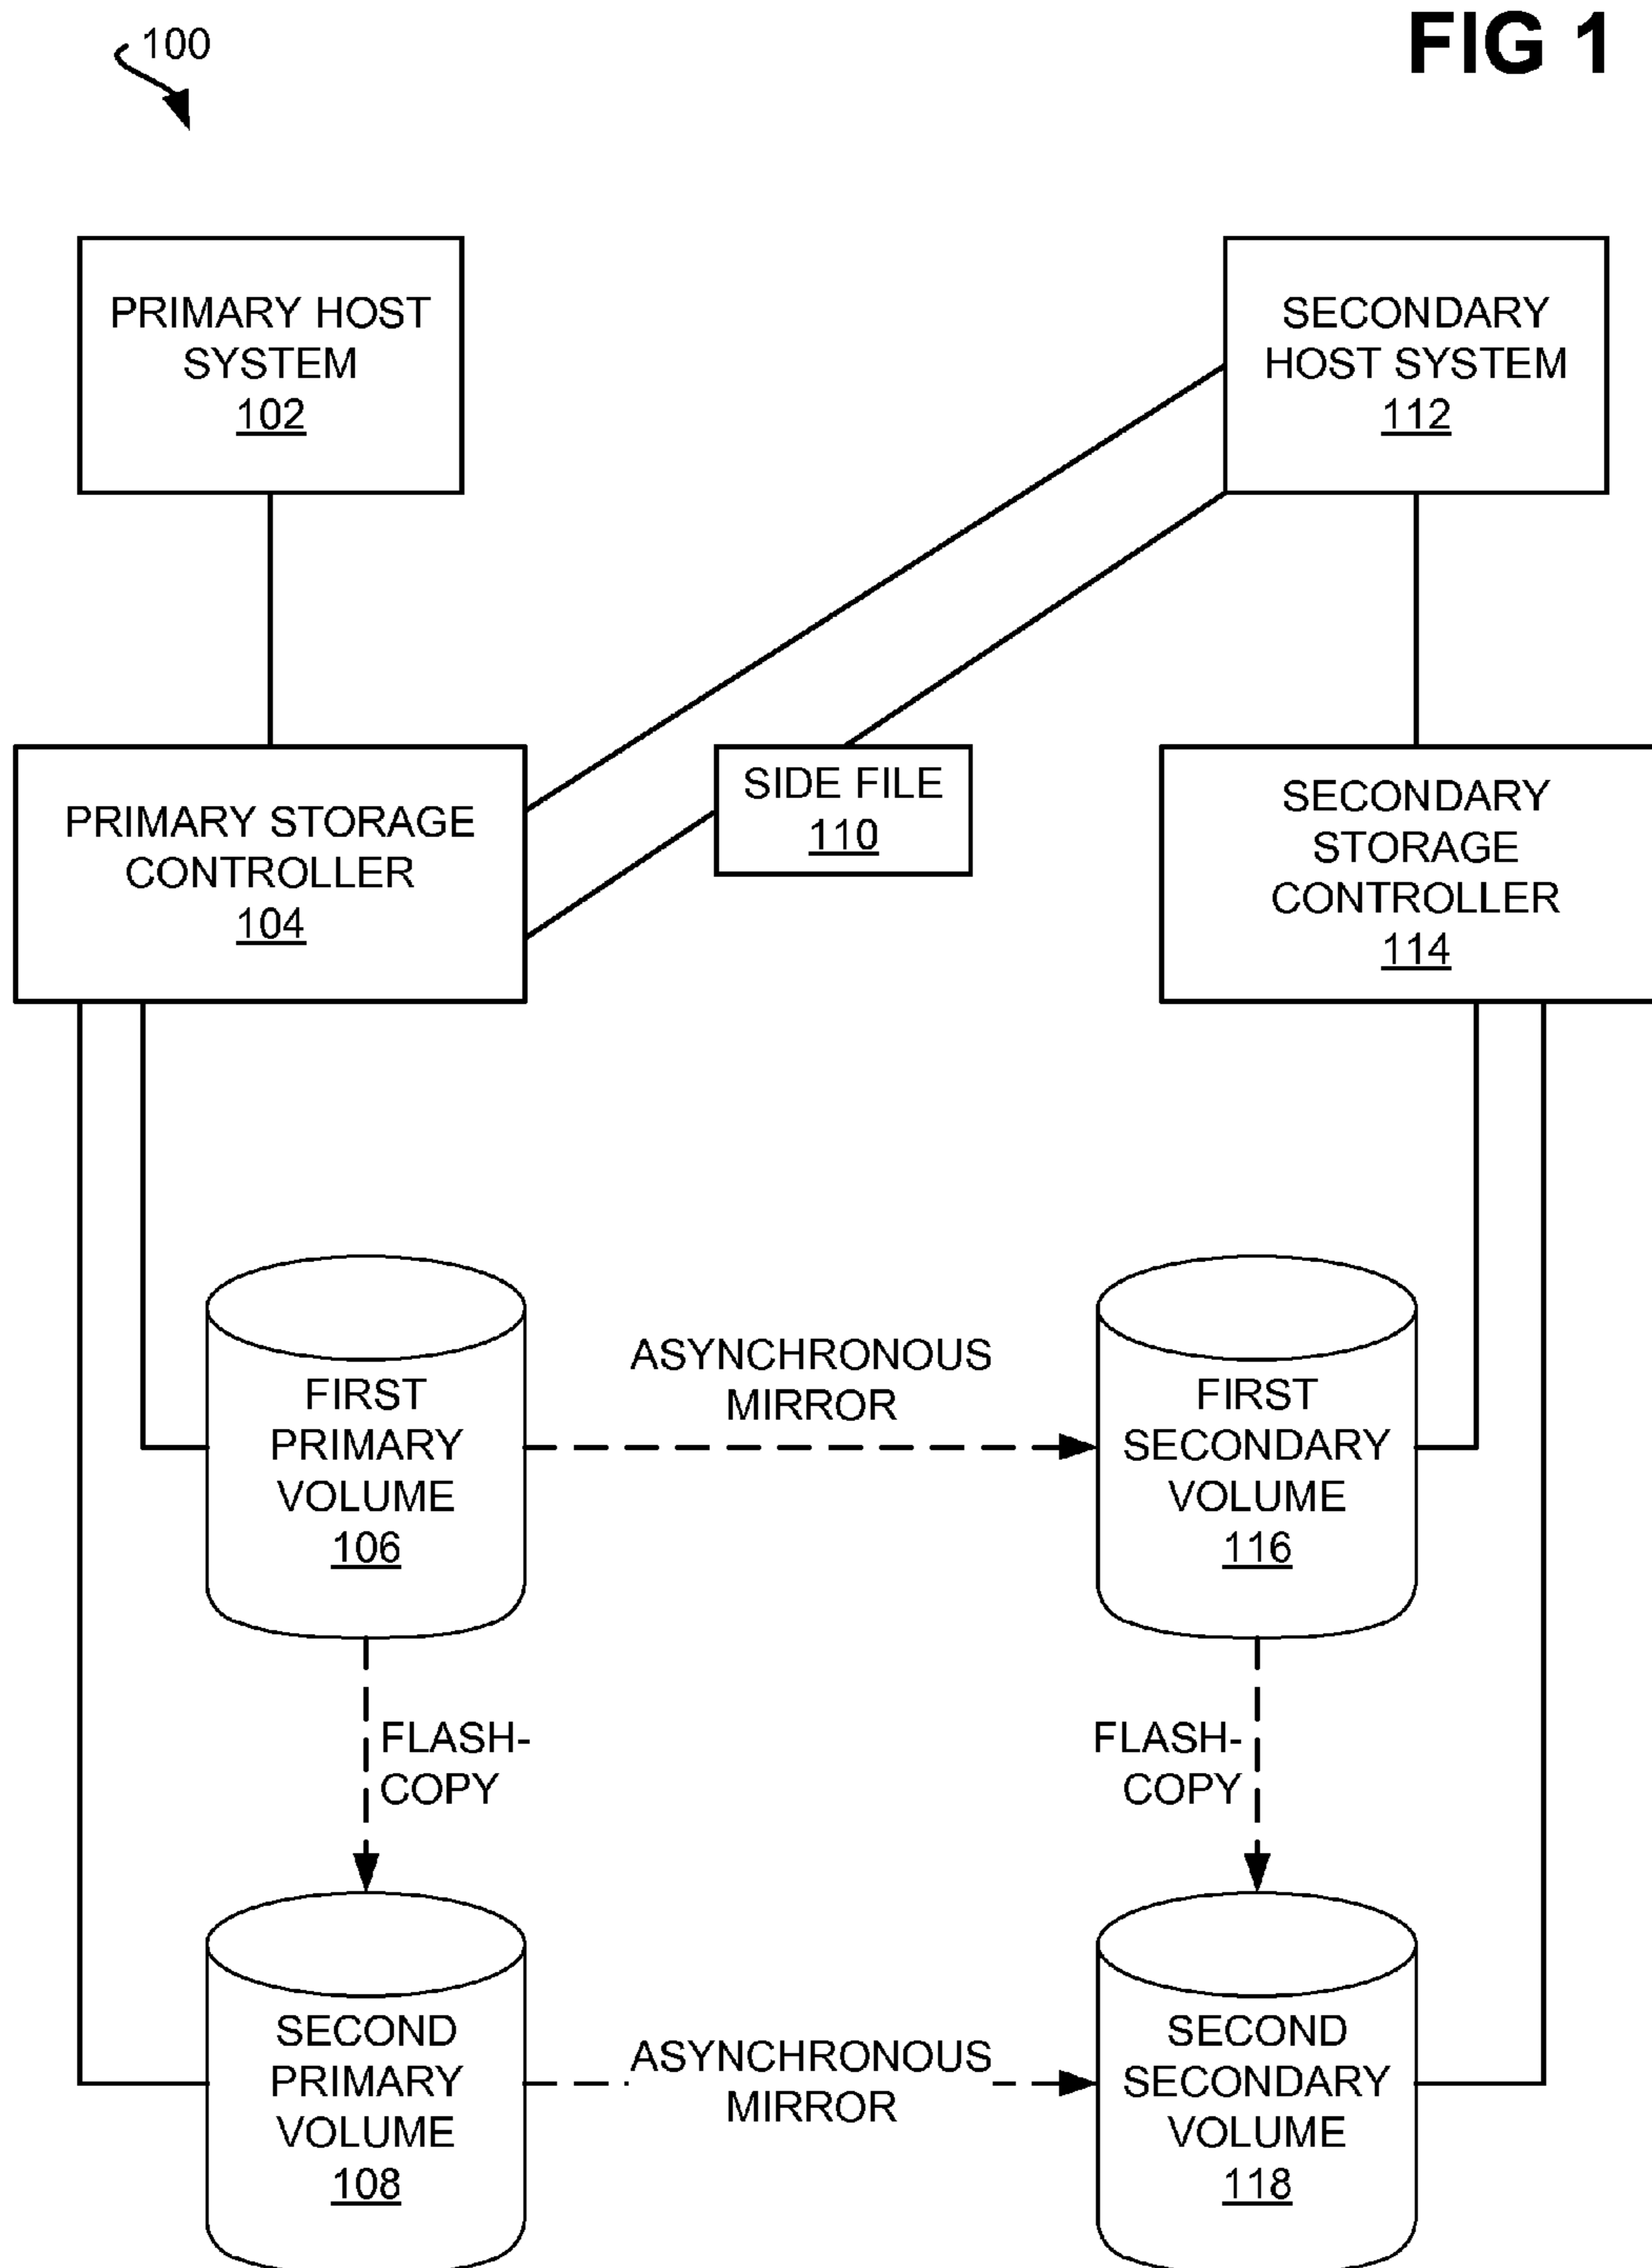 100
FIG 1
PRIMARY HOST
SYSTEM
102
SECONDARY
HOST SYSTEM
112
PRIMARY STORAGE
CONTROLLER
104
SIDE FILE
110
SECONDARY
STORAGE
CONTROLLER
114
FIRST
PRIMARY
VOLUME
106
ASYNCHRONOUS
MIRROR
FIRST
SECONDARY
VOLUME
116
FLASH-
COPY
FLASH-
COPY
SECOND
PRIMARY
VOLUME
108
ASYNCHRONOUS
MIRROR
SECOND
SECONDARY
VOLUME
118